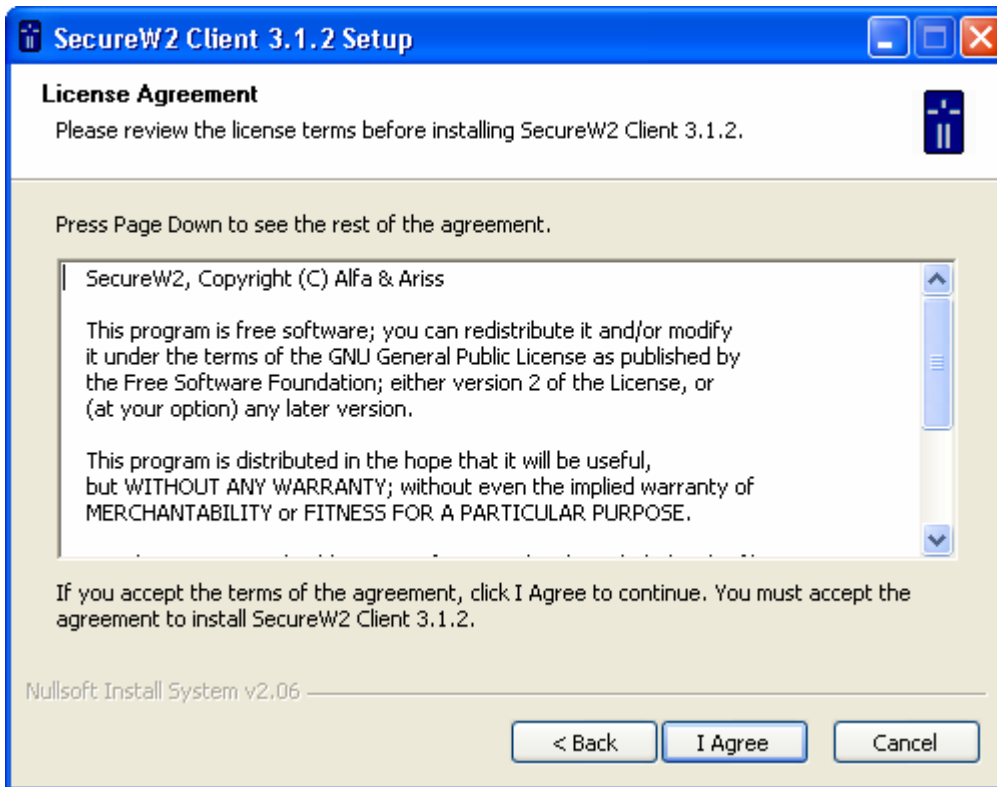 SecureW2 Client 3.1.2 Setup
License Agreement
Please review the license terms before installing SecureW2 Client 3.1.2.
Press Page Down to see the rest of the agreement.
SecureW2, Copyright (C) Alfa & Ariss
This program is free software; you can redistribute it and/or modify
it under the terms of the GNU General Public License as published by
the Free Software Foundation; either version 2 of the License, or
(at your option) any later version.
This program is distributed in the hope that it will be useful,
but WITHOUT ANY WARRANTY; without even the implied warranty of
MERCHANTABILITY or FITNESS FOR A PARTICULAR PURPOSE.
If you accept the terms of the agreement, click I Agree to continue. You must accept the
agreement to install SecureW2 Client 3.1.2.
Nullsoft Install System v2.06
< Back
I Agree
Cancel